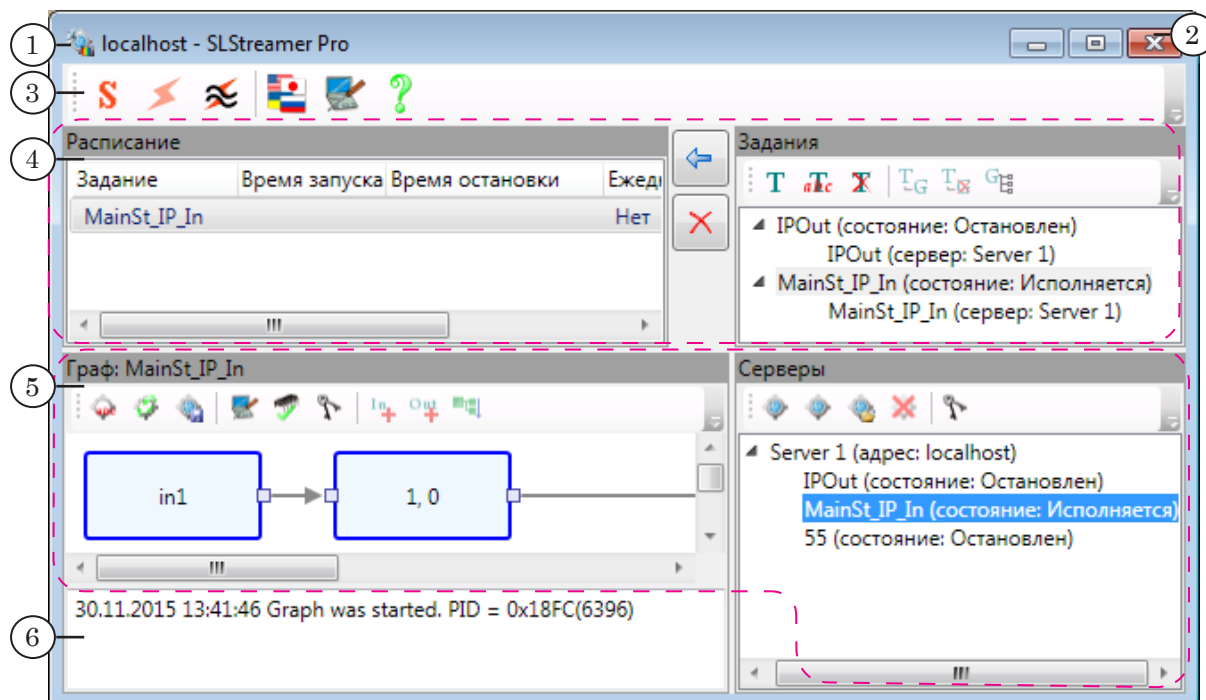 1
localhost - SLStreamer Pro
2
3
S
4
Расписание
Задание Время запуска Время остановки Ежедн
MainSt_IP_In Нет
Задания
T T abc T T G T G
IPOut (состояние: Остановлен)
IPOut (сервер: Server 1)
MainSt_IP_In (состояние: Исполняется)
MainSt_IP_In (сервер: Server 1)
5
Граф: MainSt_IP_In
In Out
in1
1, 0
Серверы
Server 1 (адрес: localhost)
IPOut (состояние: Остановлен)
MainSt_IP_In (состояние: Исполняется)
55 (состояние: Остановлен)
6
30.11.2015 13:41:46 Graph was started. PID = 0x18FC(6396)